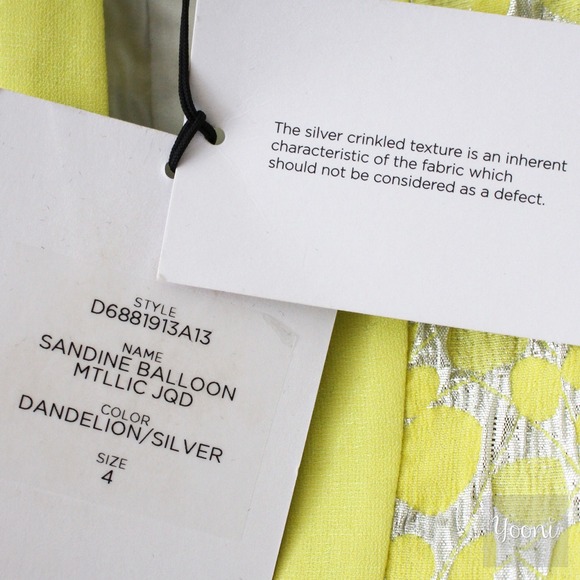 The silver crinkled texture is an inherent
characteristic of the fabric which
should not be considered as a defect.
STYLE
D6881913A13
NAME
SANDINE BALLOON
MTLLIC JQD
COLOR
DANDELION/SILVER
SIZE
4